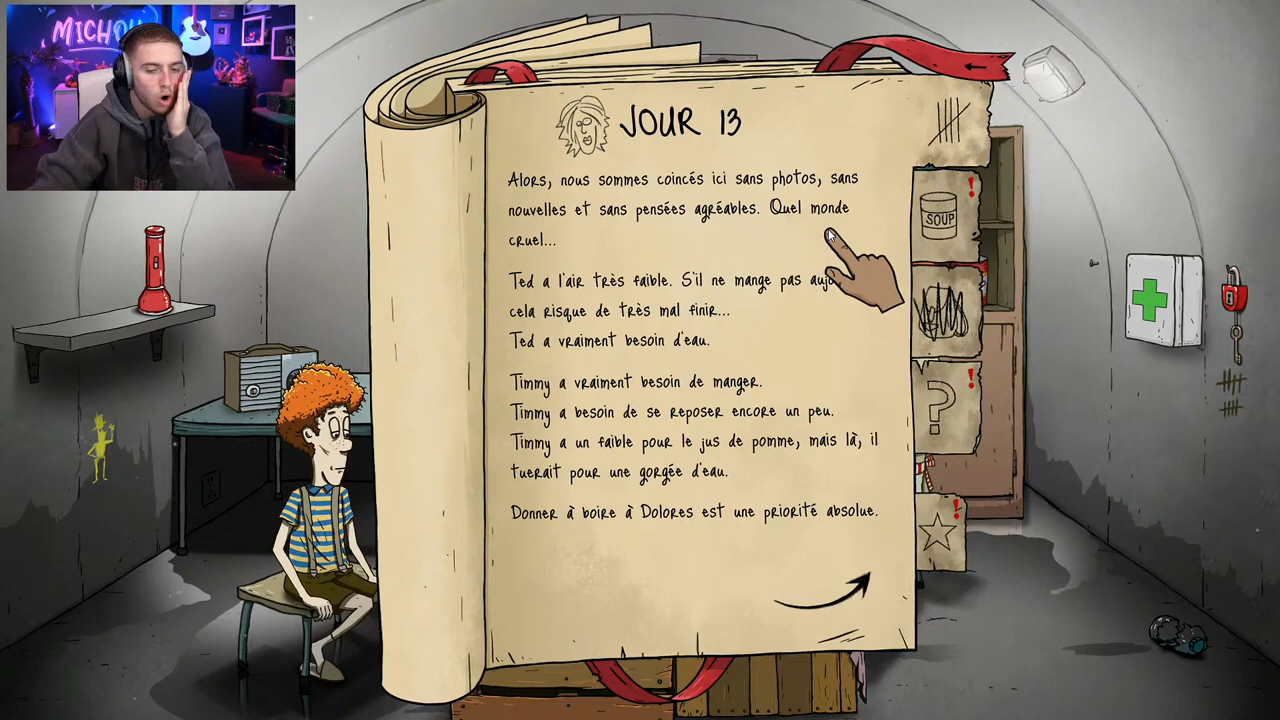 MICHOU
JOUR 13
Alors, nous sommes coincés ici sans photos, sans
nouvelles et sans pensées agréables. Quel monde
cruel...
Ted a l'air très faible. S'il ne mange pas
cela risque de très mal finir...
Ted a vraiment besoin d'eau.
Timmy a vraiment besoin de manger.
Timmy a besoin de se reposer encore un peu.
Timmy a un faible pour le jus de pomme, mais là, il
tuerait pour une gorgée d'eau.
Donner à boire à Dolores est une priorité absolue.
!
SOUP
?
!
!